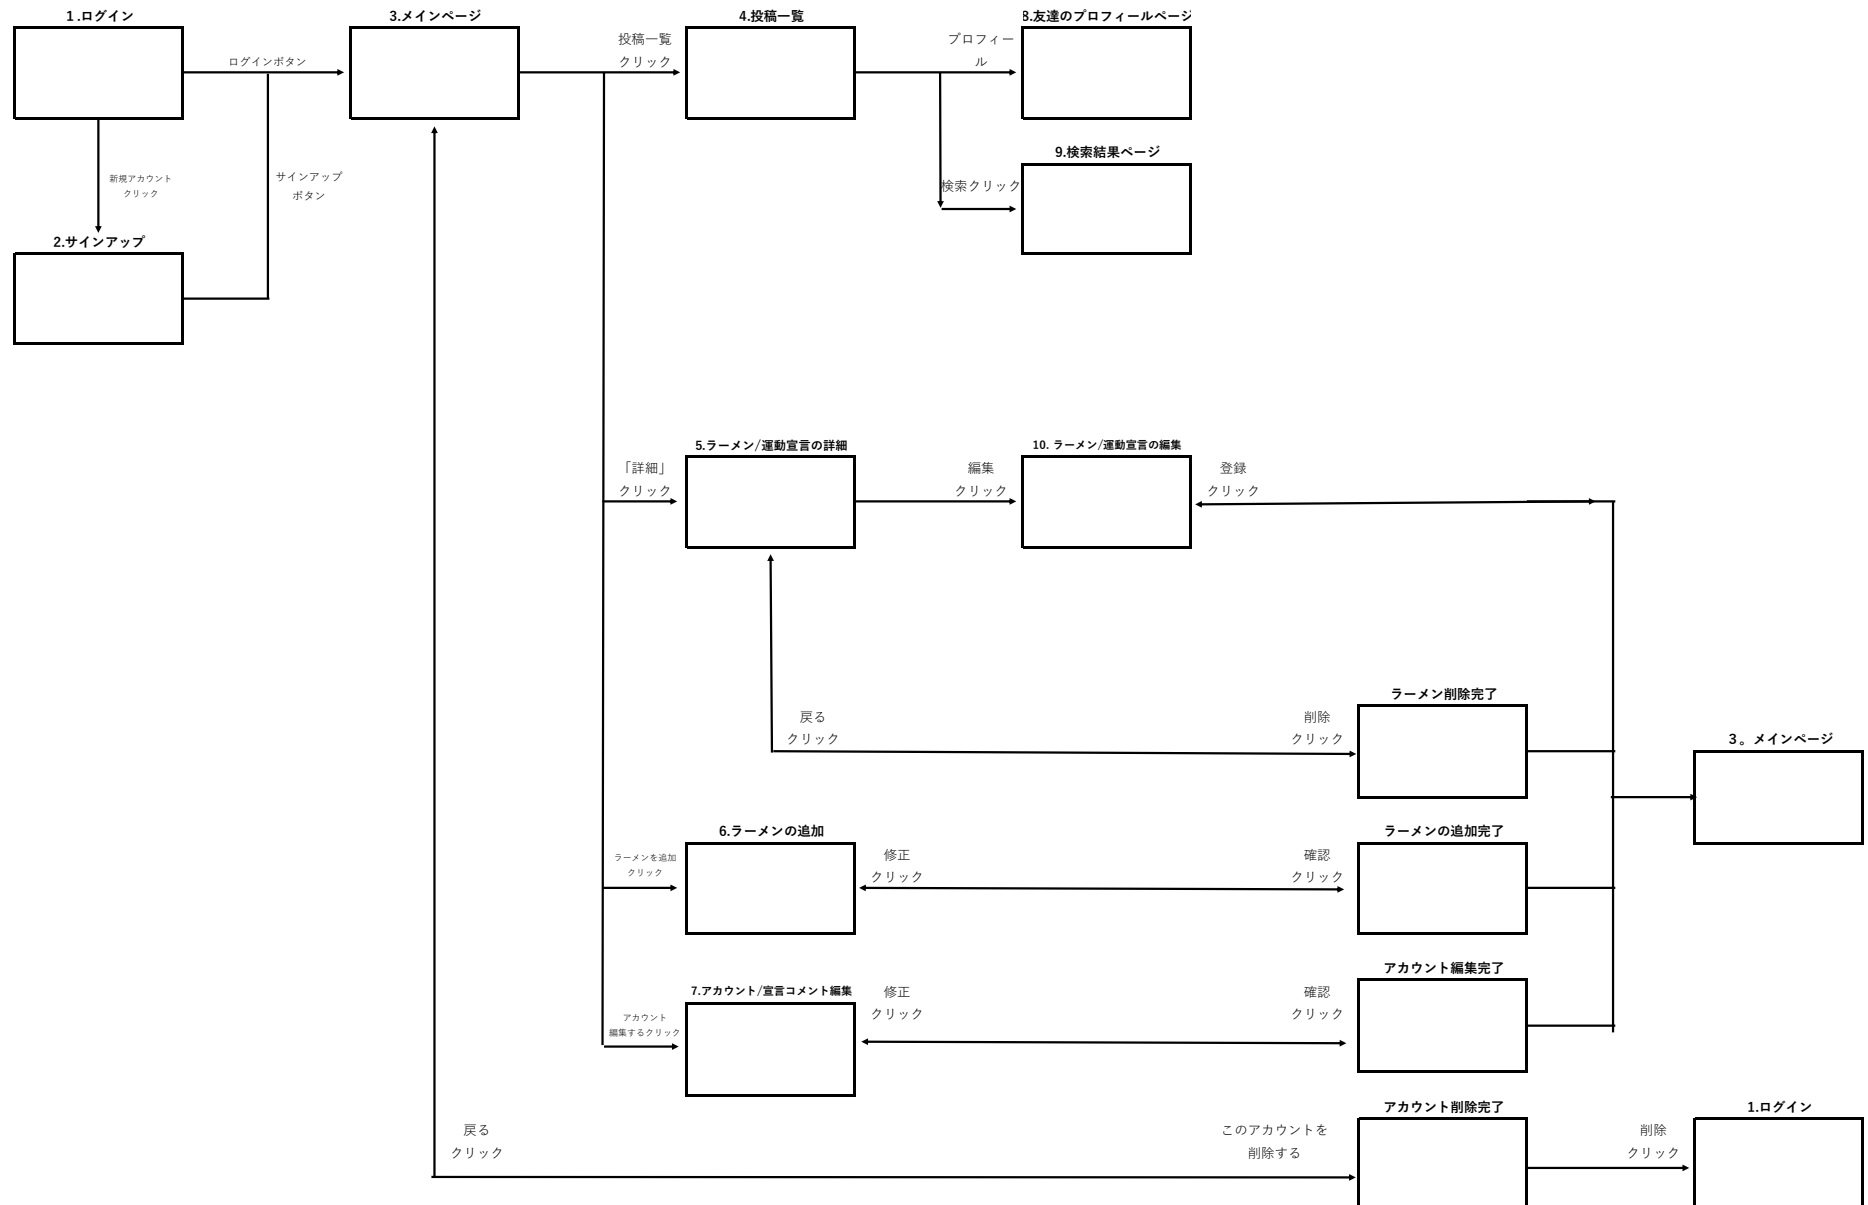 1.ログイン
3.メインページ
4.投稿一覧
8.友達のプロフィールページ
ログインボタン
投稿一覧
クリック
プロフィー
ル
9.検索結果ページ
検索クリック
新規アカウント
クリック
サインアップ
ボタン
2.サインアップ
5.ラーメン/運動宣言の詳細
10. ラーメン/運動宣言の編集
「詳細」
クリック
編集
クリック
登録
クリック
ラーメン削除完了
戻る
クリック
削除
クリック
3。メインページ
6.ラーメンの追加
ラーメンの追加完了
ラーメンを追加
クリック
修正
クリック
確認
クリック
アカウント編集完了
7.アカウント/宣言コメント編集
修正
クリック
確認
クリック
アカウント
編集するクリック
アカウント削除完了
1.ログイン
戻る
クリック
このアカウントを
削除する
削除
クリック